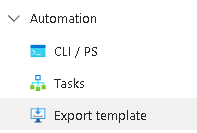 Automation
CLI / PS
Tasks
Export template